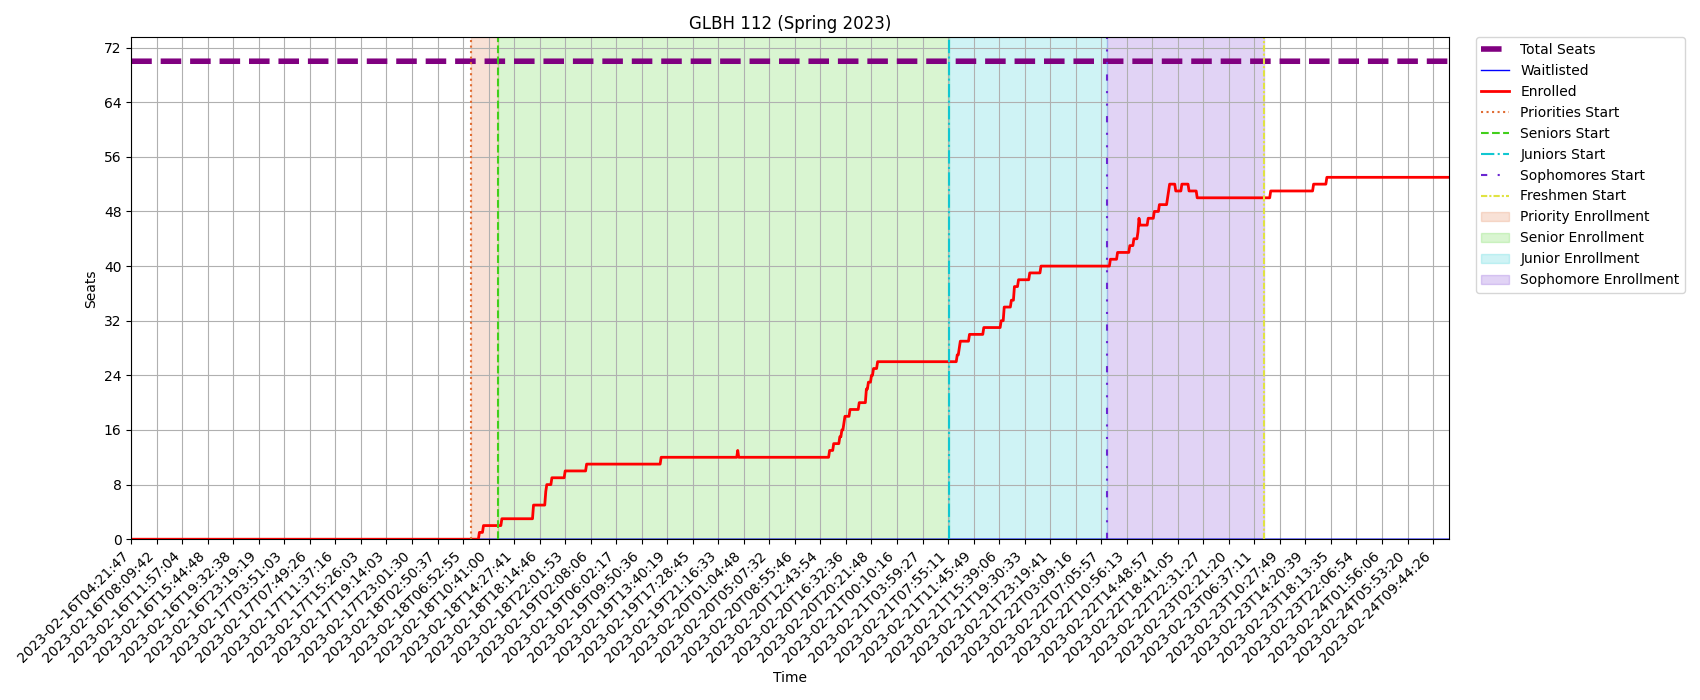 GLBH 112 (Spring 2023)
72
64
56
48
40
32
24
16
8
0
Seats
2023-02-16T04:21:47
2023-02-16T08:09:42
2023-02-16T11:57:04
2023-02-16T15:44:48
2023-02-16T19:32:38
2023-02-16T23:19:19
2023-02-17T03:51:03
2023-02-17T07:49:26
2023-02-17T11:37:16
2023-02-17T15:26:03
2023-02-17T19:14:03
2023-02-17T23:01:30
2023-02-18T02:50:37
2023-02-18T06:52:55
2023-02-18T10:41:00
2023-02-18T14:27:41
2023-02-18T18:14:46
2023-02-18T22:01:53
2023-02-19T02:08:06
2023-02-19T06:02:17
2023-02-19T09:50:36
2023-02-19T13:40:19
2023-02-19T17:28:45
2023-02-19T21:16:33
2023-02-20T01:04:48
2023-02-20T05:07:32
2023-02-20T08:55:46
2023-02-20T12:43:54
2023-02-20T16:32:36
2023-02-20T20:21:48
2023-02-21T00:10:16
2023-02-21T03:59:27
2023-02-21T07:55:11
2023-02-21T11:45:49
2023-02-21T15:39:06
2023-02-21T19:30:33
2023-02-21T23:19:41
2023-02-22T03:09:16
2023-02-22T07:05:57
2023-02-22T10:56:13
2023-02-22T14:48:57
2023-02-22T18:41:05
2023-02-22T22:31:27
2023-02-23T02:21:20
2023-02-23T06:37:11
2023-02-23T10:27:49
2023-02-23T14:20:39
2023-02-23T18:13:35
2023-02-23T22:06:54
2023-02-24T01:56:06
2023-02-24T05:53:20
2023-02-24T09:44:26
Time
Total Seats
Waitlisted
Enrolled
Priorities Start
Seniors Start
Juniors Start
Sophomores Start
Freshmen Start
Priority Enrollment
Senior Enrollment
Junior Enrollment
Sophomore Enrollment